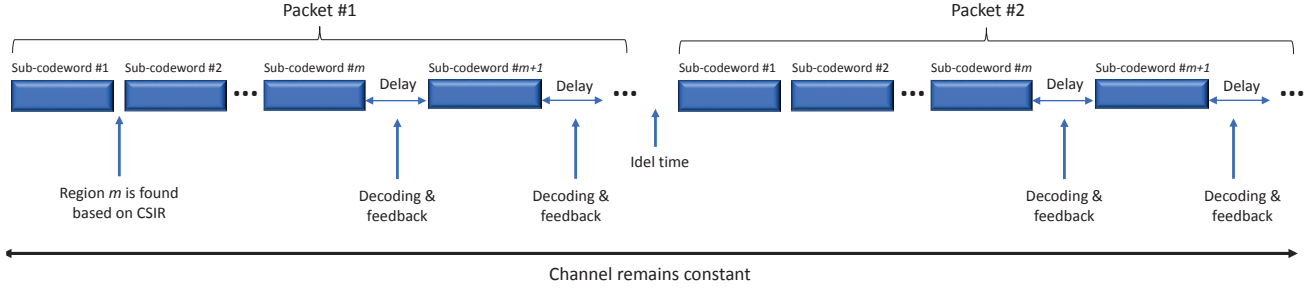 Packet #1
Packet #2
Sub-codeword #1
Sub-codeword #2
Sub-codeword #m
Sub-codeword #m+1
Sub-codeword #1
Sub-codeword #2
Sub-codeword #m
Sub-codeword #m+1
...
Delay
Delay
...
...
Delay
Delay
...
Idel time
Region m is found
based on CSIR
Decoding &
feedback
Decoding &
feedback
Decoding &
feedback
Decoding &
feedback
Channel remains constant